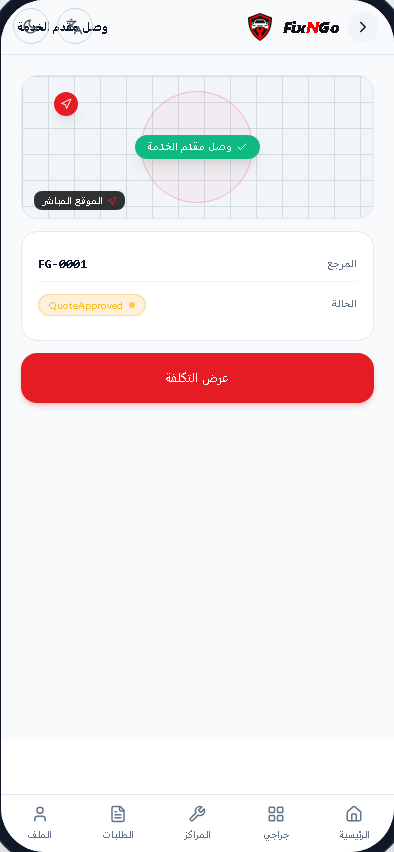 FixNGo
وصل مقدم الخدمة
وصل مقدم الخدمة
الموقع المباشر
المرجع FG-0001
الحالة QuoteApproved
عرض التكلفة
الرئيسية جراجي المراكز الطلبات الملف